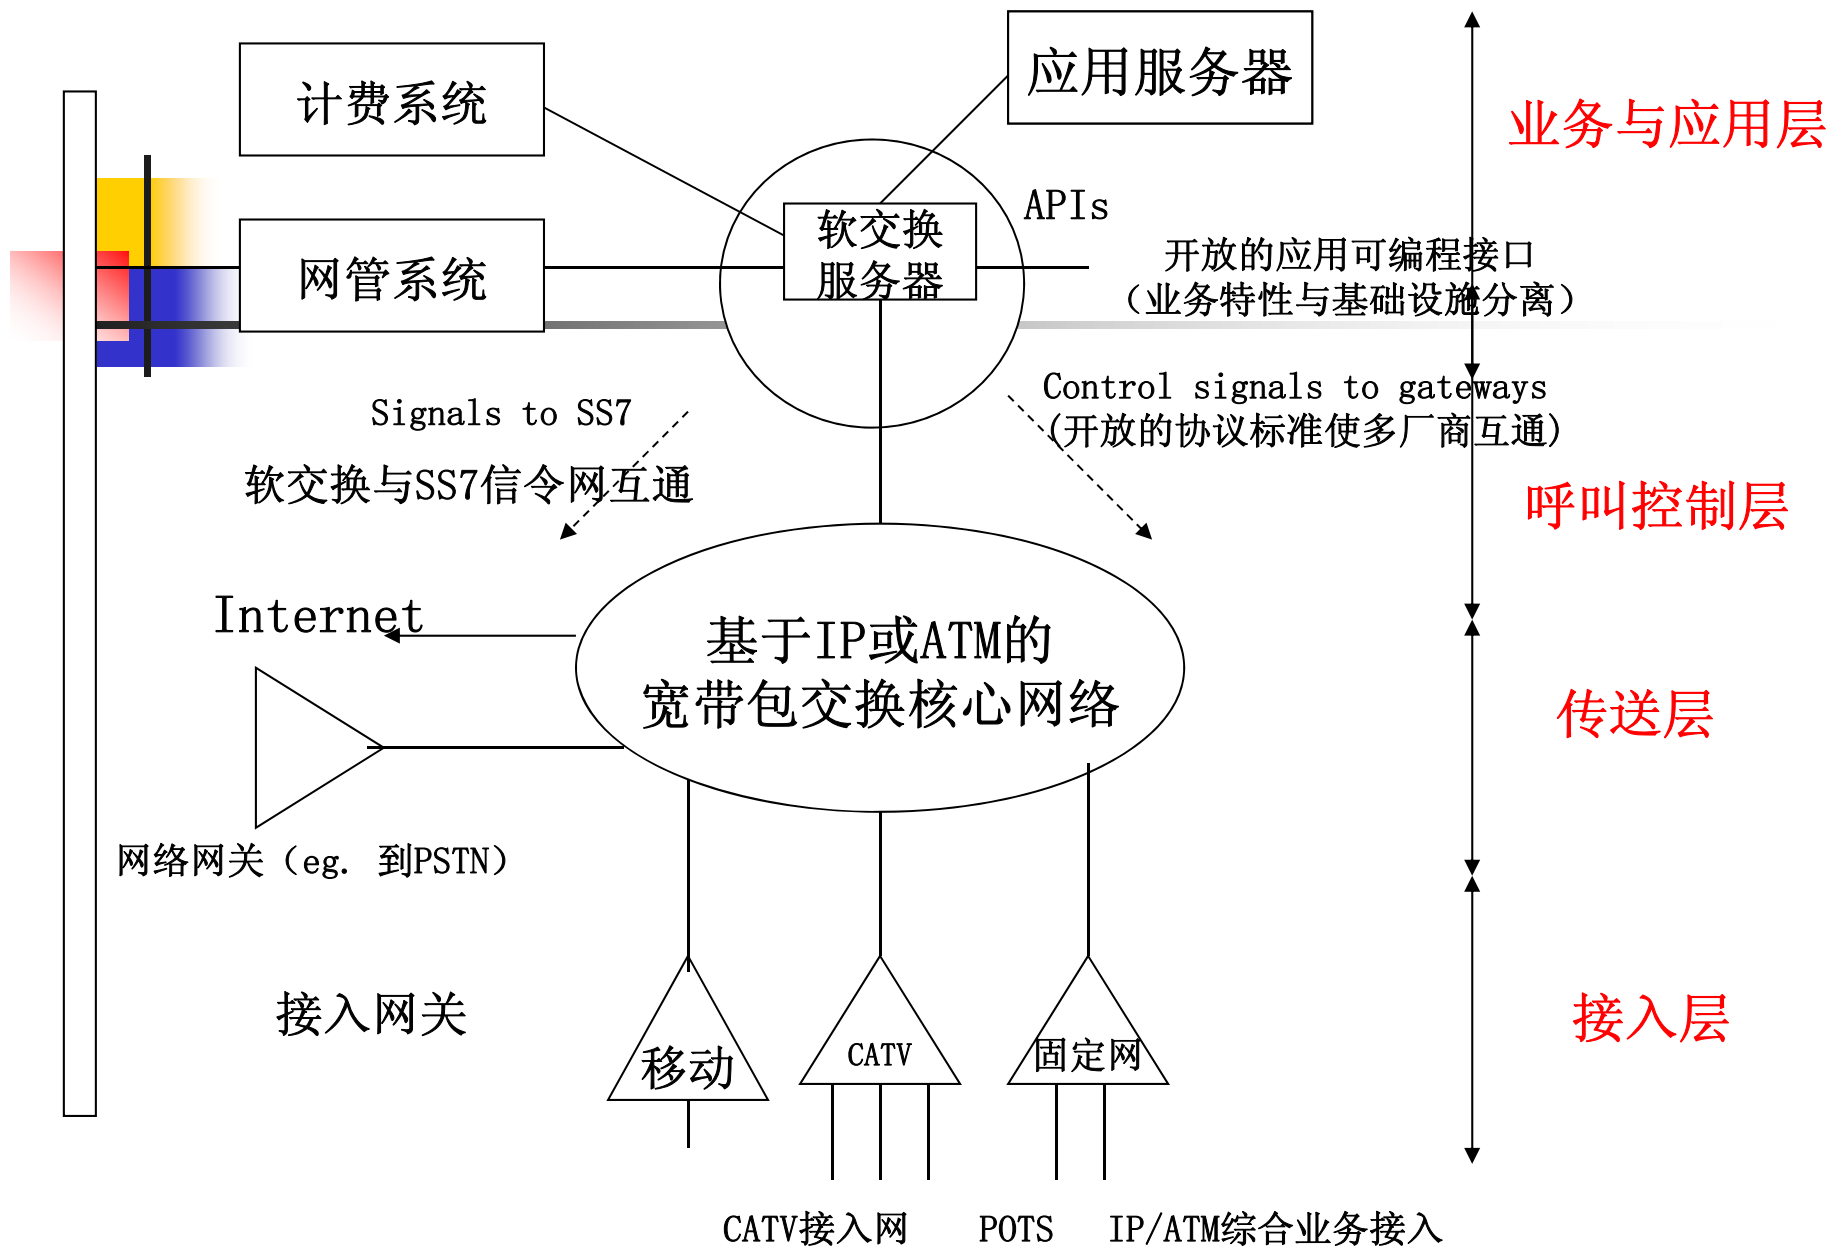 应用服务器
计费系统
业务与应用层
APIs
软交换
服务器
网管系统
开放的应用可编程接口
（业务特性与基础设施分离）
Control signals to gateways
(开放的协议标准使多厂商互通)
Signals to SS7
软交换与SS7信令网互通
呼叫控制层
Internet
基于IP或ATM的
宽带包交换核心网络
传送层
网络网关（eg. 到PSTN）
接入网关
接入层
移动
CATV
固定网
CATV接入网
POTS
IP/ATM综合业务接入